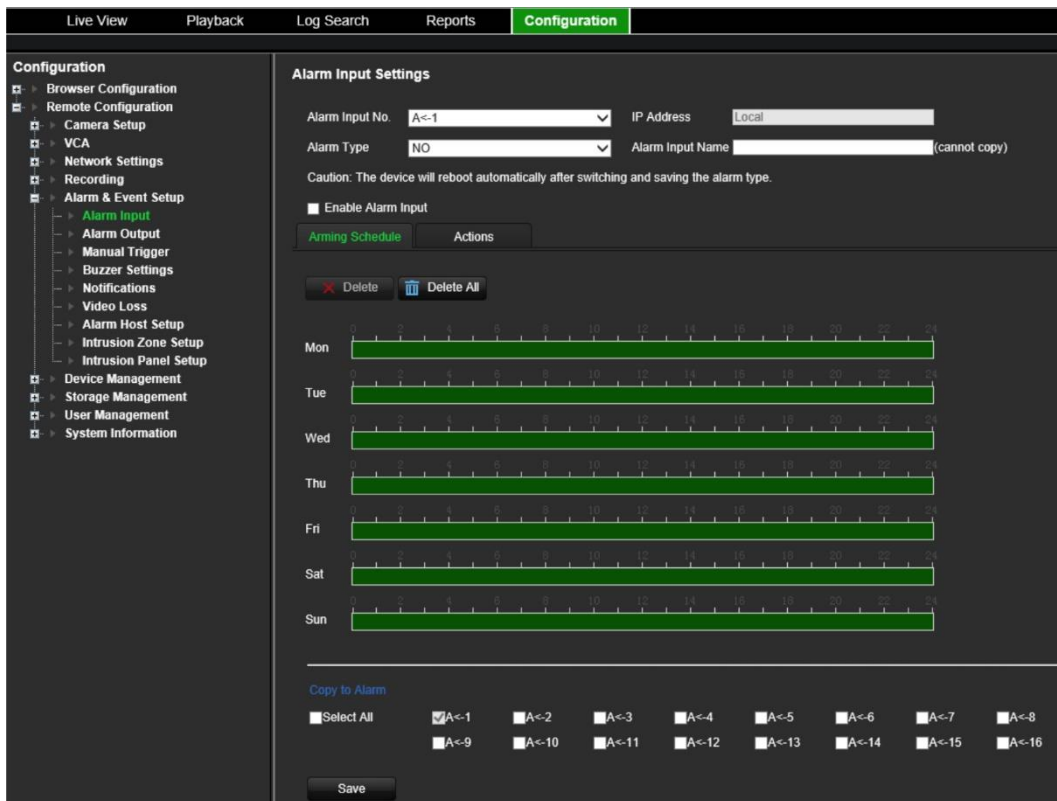 Live View Playback Log Search Reports Configuration
Configuration
Browser Configuration
Remote Configuration
Camera Setup
VCA
Network Settings
Recording
Alarm & Event Setup
Alarm Input
Alarm Output
Manual Trigger
Buzzer Settings
Notifications
Video Loss
Alarm Host Setup
Intrusion Zone Setup
Intrusion Panel Setup
Device Management
Storage Management
User Management
System Information
Alarm Input Settings
Alarm Input No. A<-1 IP Address Local
Alarm Type NO Alarm Input Name (cannot copy)
Caution: The device will reboot automatically after switching and saving the alarm type.
Enable Alarm Input
Arming Schedule Actions
Delete Delete All
0 2 4 6 8 10 12 14 16 18 20 22 24
Mon
0 2 4 6 8 10 12 14 16 18 20 22 24
Tue
0 2 4 6 8 10 12 14 16 18 20 22 24
Wed
0 2 4 6 8 10 12 14 16 18 20 22 24
Thu
0 2 4 6 8 10 12 14 16 18 20 22 24
Fri
0 2 4 6 8 10 12 14 16 18 20 22 24
Sat
0 2 4 6 8 10 12 14 16 18 20 22 24
Sun
Copy to Alarm
Select All A<-1 A<-2 A<-3 A<-4 A<-5 A<-6 A<-7 A<-8
A<-9 A<-10 A<-11 A<-12 A<-13 A<-14 A<-15 A<-16
Save